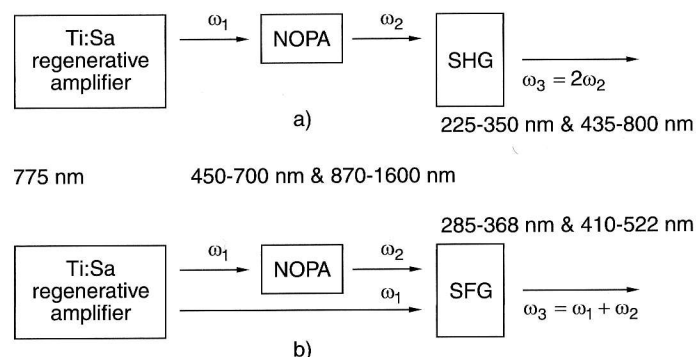 Ti:Sa
regenerative
amplifier
ω₁
NOPA
ω₂
SHG
ω₃ = 2ω₂
a)
225-350 nm & 435-800 nm
775 nm
450-700 nm & 870-1600 nm
285-368 nm & 410-522 nm
Ti:Sa
regenerative
amplifier
ω₁
NOPA
ω₂
ω₁
SFG
ω₃ = ω₁ + ω₂
b)